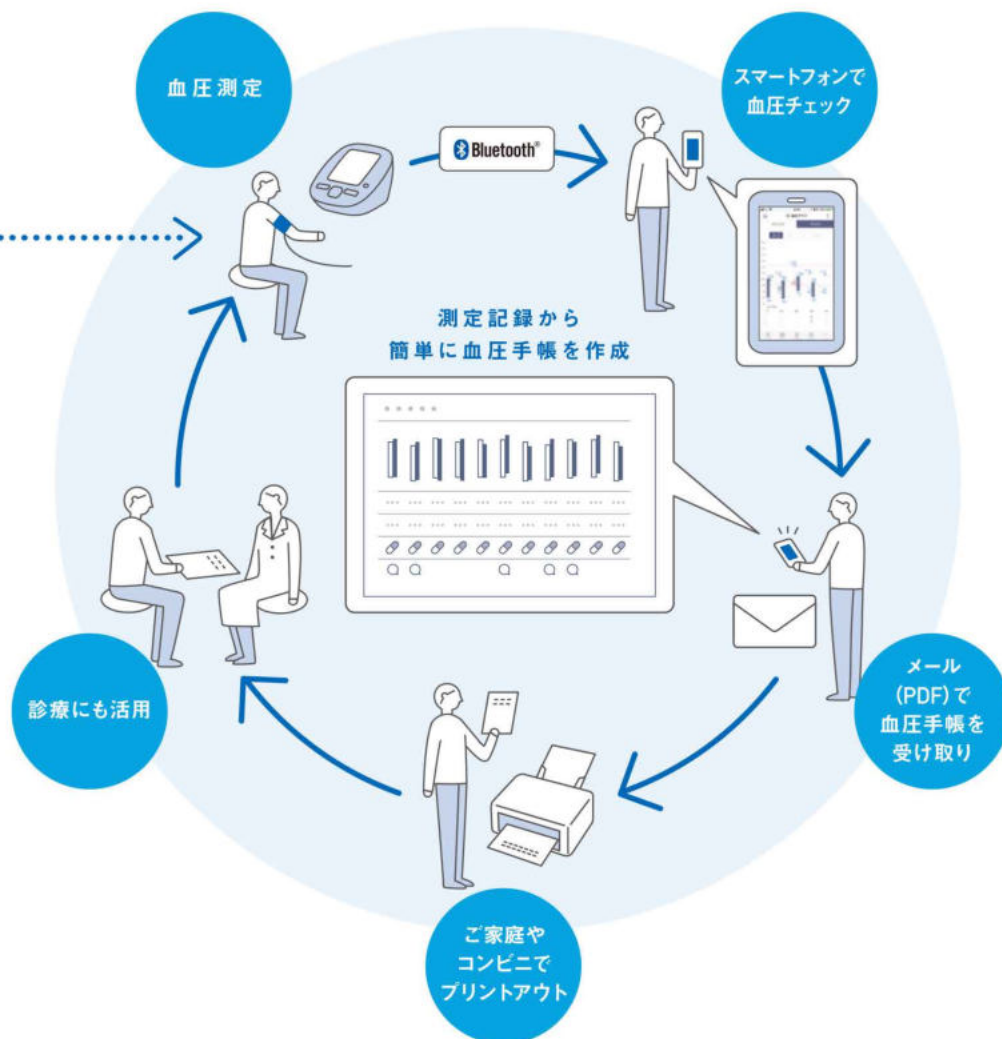 血圧測定
スマートフォンで
血圧チェック
Bluetooth®
測定記録から
簡単に血圧手帳を作成
診療にも活用
メール
(PDF)で
血圧手帳を
受け取り
ご家庭や
コンビニで
プリントアウト